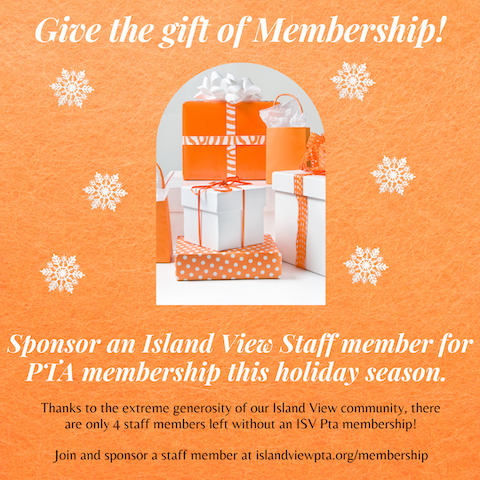 Give the gift of Membership!
Sponsor an Island View Staff member for
PTA membership this holiday season.
Thanks to the extreme generosity of our Island View community, there
are only 4 staff members left without an ISV Pta membership!
Join and sponsor a staff member at islandviewpta.org/membership